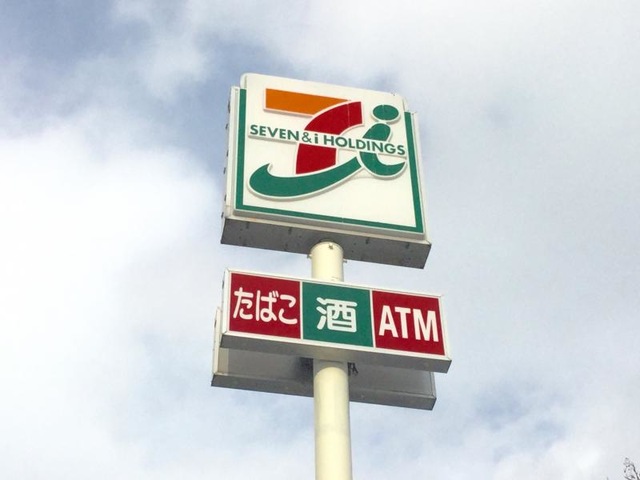 SEVEN&i HOLDINGS
たばこ 酒 ATM